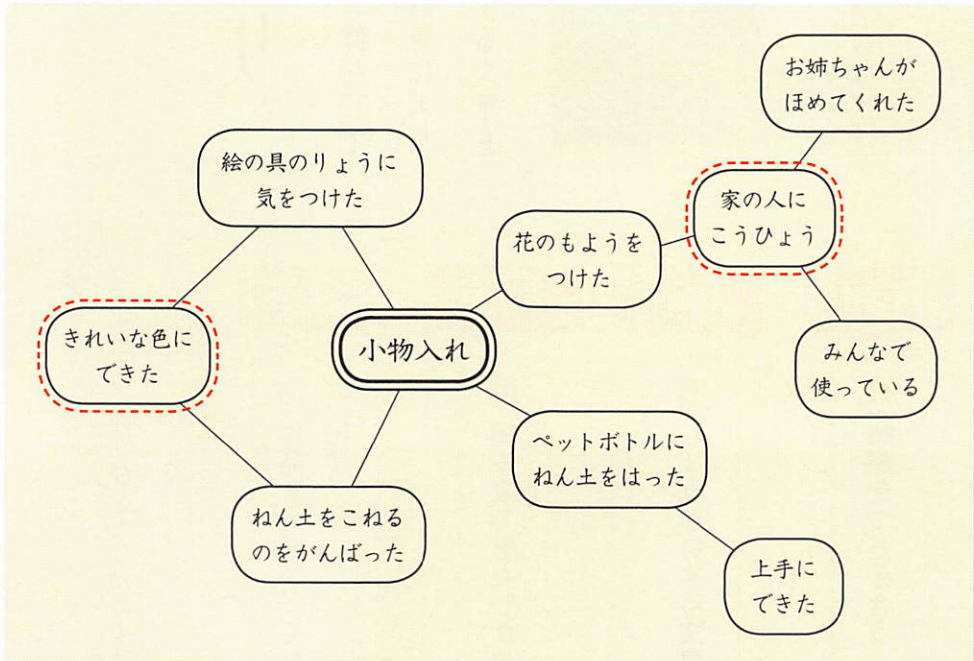 お姉ちゃんが
ほめてくれた
絵の具のりょうに
気をつけた
家の人に
こうひょう
花のもようを
つけた
きれいな色に
できた
小物入れ
みんなで
使っている
ペットボトルに
ねん土をはった
ねん土をこねる
のをがんばった
上手に
できた